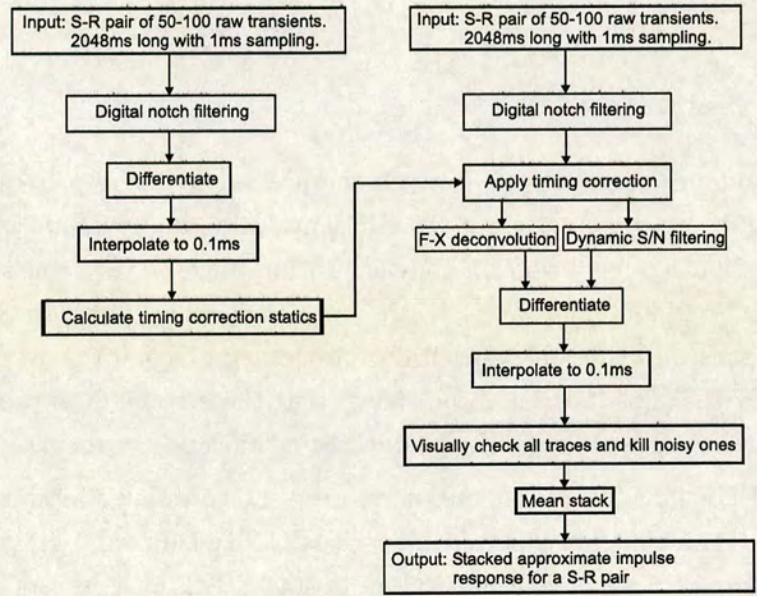 Input: S-R pair of 50-100 raw transients.
2048ms long with 1ms sampling.
Digital notch filtering
Differentiate
Interpolate to 0.1ms
Calculate timing correction statics
Input: S-R pair of 50-100 raw transients.
2048ms long with 1ms sampling.
Digital notch filtering
Apply timing correction
F-X deconvolution
Dynamic S/N filtering
Differentiate
Interpolate to 0.1ms
Visually check all traces and kill noisy ones
Mean stack
Output: Stacked approximate impulse
response for a S-R pair